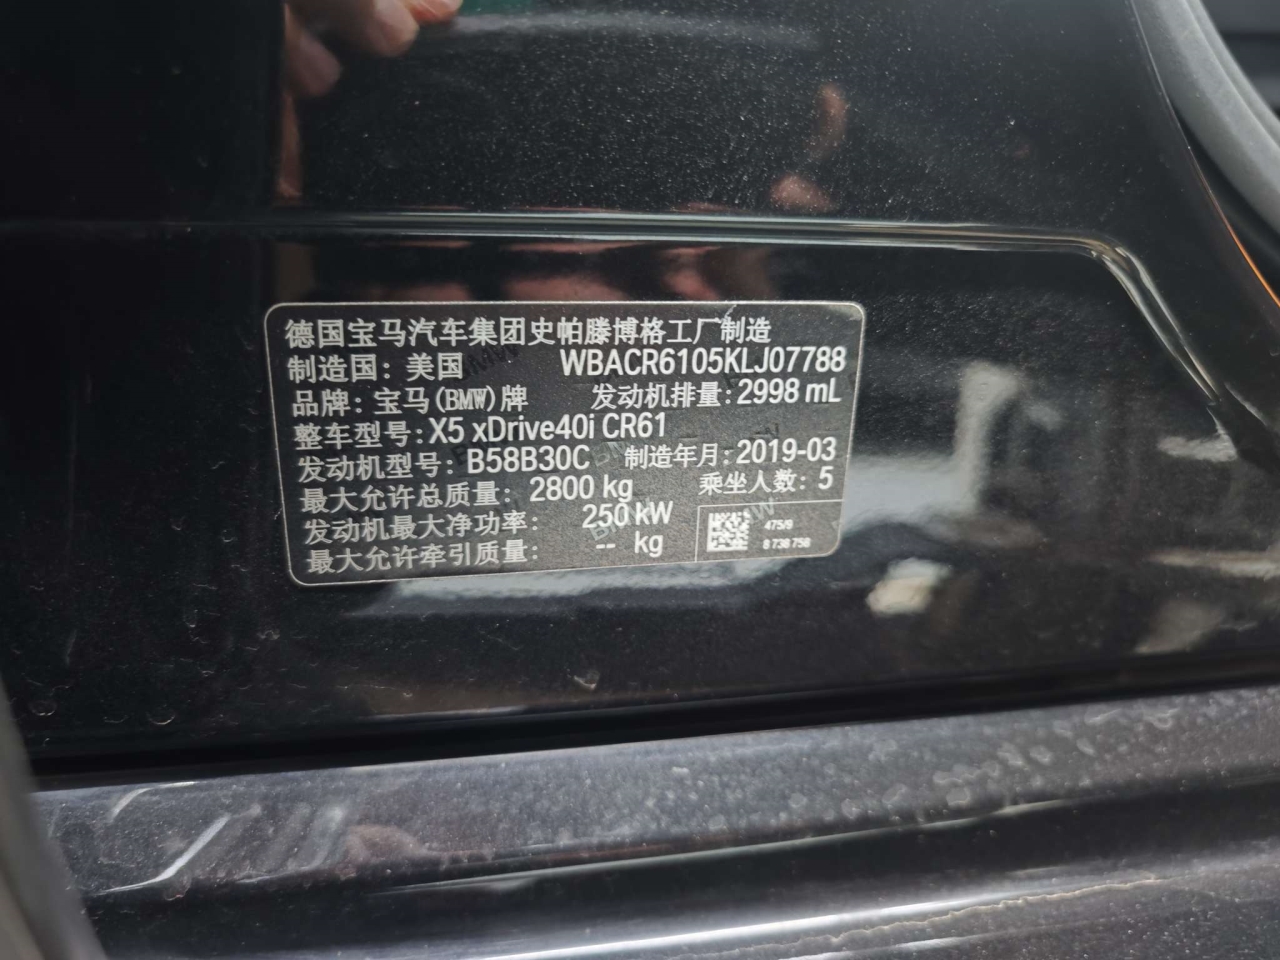 德国宝马汽车集团史帕滕博格工厂制造
制造国：美国 WBACR6105KLJ07788
品牌：宝马(BMW)牌 发动机排量：2998 mL
整车型号：X5 xDrive40i CR61
发动机型号：B58B30C 制造年月：2019-03
最大允许总质量：2800 kg 乘坐人数：5
发动机最大净功率：250 kW
最大允许牵引质量：-- kg
475/9
8 738 758